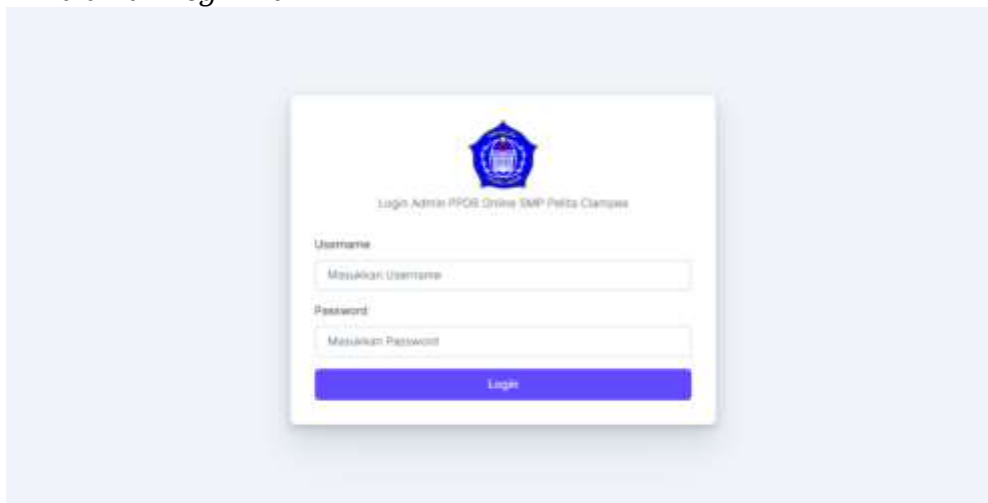 Login Admin PPDB Online SMP Pelita Ciampea
Username
Masukkan Username
Password
Masukkan Password
Login